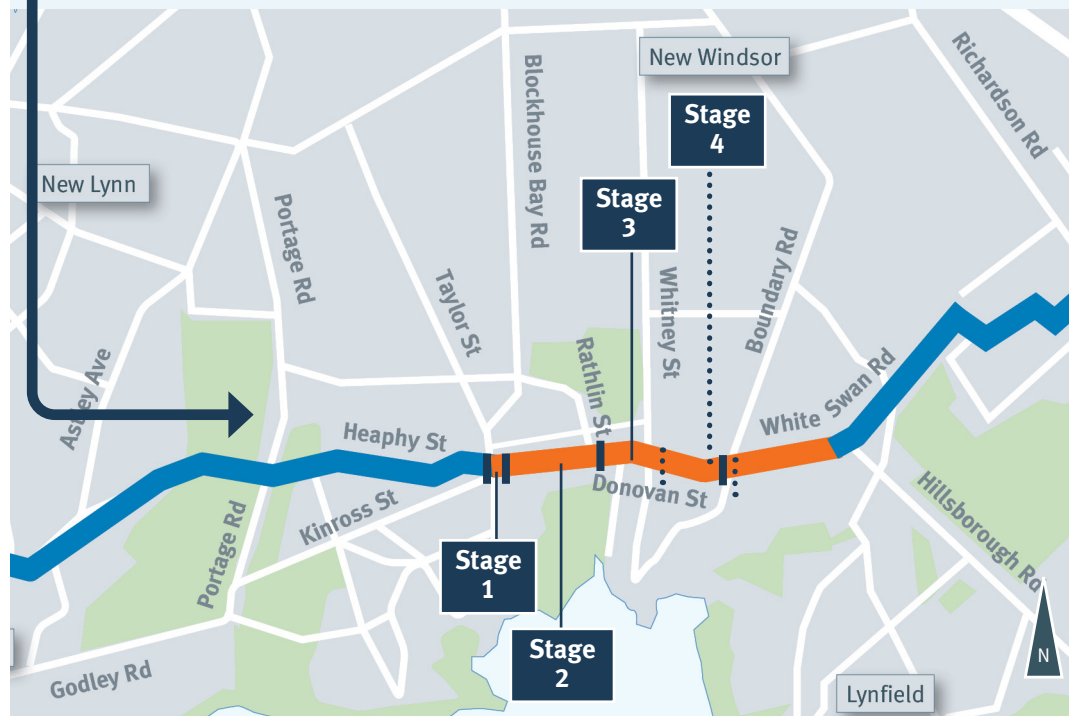 New Windsor
Richardson Rd
Stage
4
Blockhouse Bay Rd
New Lynn
Stage
3
Portage Rd
Taylor St
Whitney St
Boundary Rd
Rathlin St
Astley Ave
White Swan Rd
Heaphy St
Donovan St
Kinross St
Hillsborough Rd
Portage Rd
Stage
1
Stage
2
Godley Rd
N
Lynfield